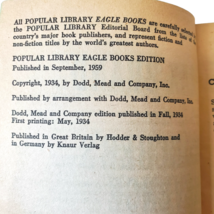 All POPULAR LIBRARY EAGLE BOOKS are carefully selected
the POPULAR LIBRARY Editorial Board from the lists of
country's major book publishers, and represent fiction and
non-fiction titles by the world's greatest authors.
POPULAR LIBRARY EAGLE BOOKS EDITION
Published in September, 1959
Copyright, 1934, by Dodd, Mead and Company, Inc.
Published by arrangement with Dodd, Mead and Company, Inc.
Dodd, Mead and Company edition published in Fall, 1934
First printing: May, 1934
Published in Great Britain by Hodder & Stoughton and
in Germany by Knaur Verlag